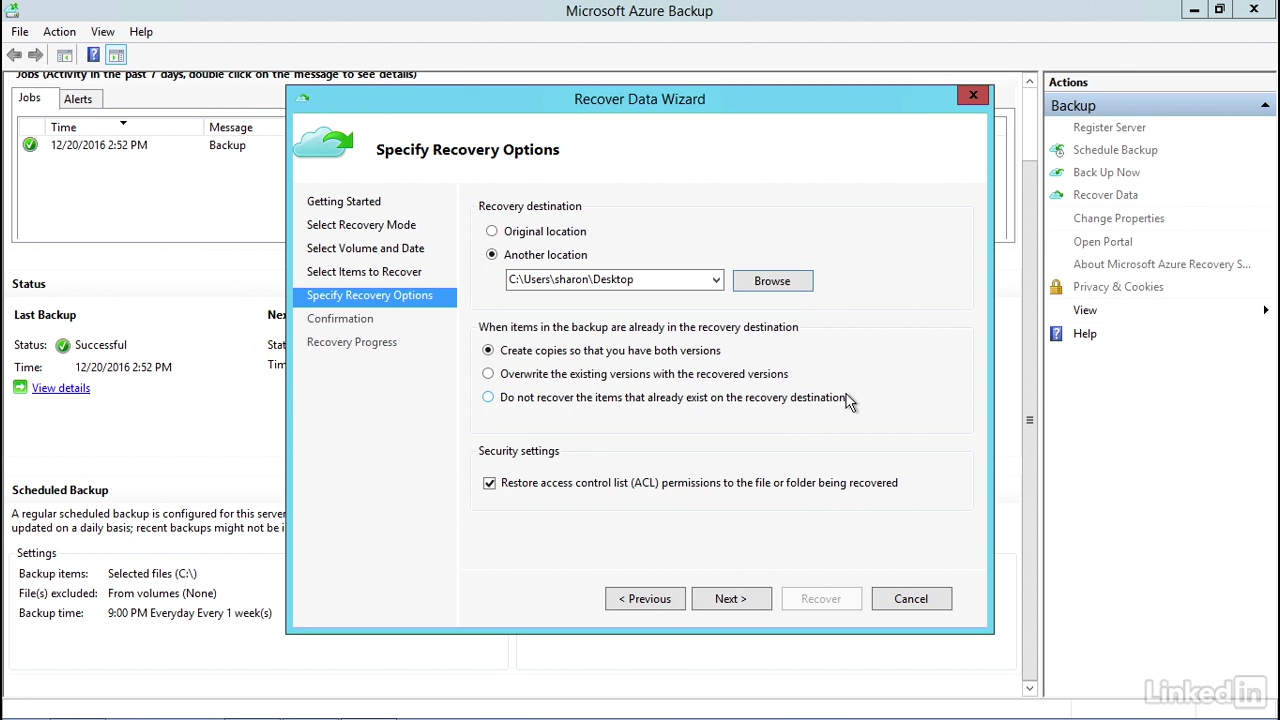 Microsoft Azure Backup
File Action View Help
Jobs (Activity in the past 7 days, double click on the message to see details)
Jobs Alerts
Time Message
12/20/2016 2:52 PM Backup
Status
Last Backup
Status: Successful
Time: 12/20/2016 2:52 PM
View details
Scheduled Backup
A regular scheduled backup is configured for this server
updated on a daily basis; recent backups might not be
Settings
Backup items: Selected files (C:\)
File(s) excluded: From volumes (None)
Backup time: 9:00 PM Everyday Every 1 week(s)
Recover Data Wizard
Specify Recovery Options
Getting Started
Select Recovery Mode
Select Volume and Date
Select Items to Recover
Specify Recovery Options
Confirmation
Recovery Progress
Recovery destination
Original location
Another location
C:\Users\sharon\Desktop
Browse
When items in the backup are already in the recovery destination
Create copies so that you have both versions
Overwrite the existing versions with the recovered versions
Do not recover the items that already exist on the recovery destination
Security settings
Restore access control list (ACL) permissions to the file or folder being recovered
< Previous Next > Recover Cancel
Actions
Backup
Register Server
Schedule Backup
Back Up Now
Recover Data
Change Properties
Open Portal
About Microsoft Azure Recovery S...
Privacy & Cookies
View
Help
Linked in